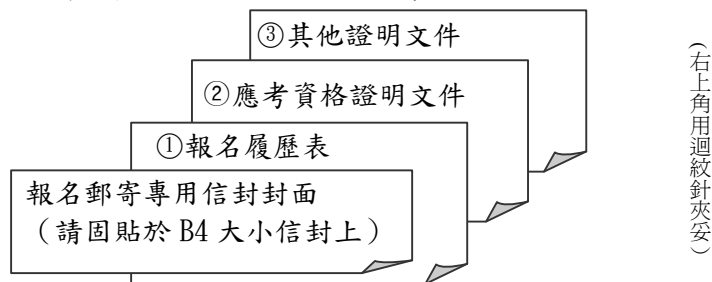 ③其他證明文件
②應考資格證明文件
①報名履歷表
報名郵寄專用信封封面
（請固貼於 B4 大小信封上）
（右上角用迴紋針夾妥）